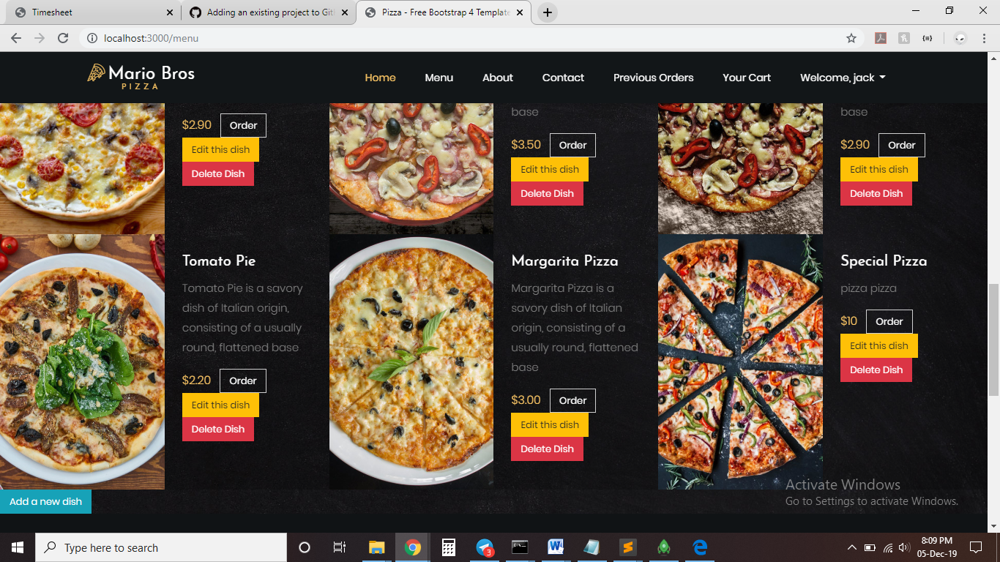 Timesheet
Adding an existing project to Git
Pizza - Free Bootstrap 4 Template
localhost:3000/menu
Mario Bros
PIZZA
Home
Menu
About
Contact
Previous Orders
Your Cart
Welcome, jack
$2.90
Order
Edit this dish
Delete Dish
base
$3.50
Order
Edit this dish
Delete Dish
base
$2.90
Order
Edit this dish
Delete Dish
Tomato Pie
Tomato Pie is a savory
dish of Italian origin,
consisting of a usually
round, flattened base
$2.20
Order
Edit this dish
Delete Dish
Margarita Pizza
Margarita Pizza is a
savory dish of Italian
origin, consisting of a
usually round, flattened
base
$3.00
Order
Edit this dish
Delete Dish
Special Pizza
pizza pizza
$10
Order
Edit this dish
Delete Dish
Add a new dish
Activate Windows
Go to Settings to activate Windows.
Type here to search
3
8:09 PM
05-Dec-19